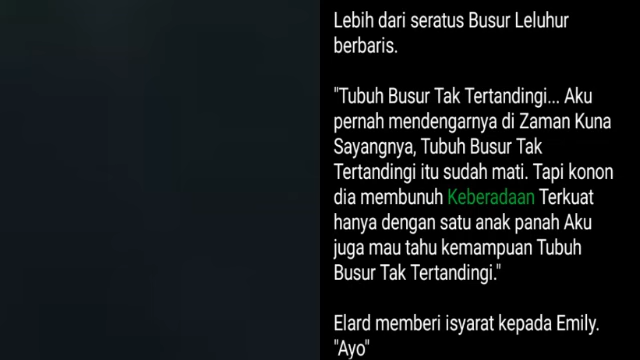 Lebih dari seratus Busur Leluhur
berbaris.
"Tubuh Busur Tak Tertandingi... Aku
pernah mendengarnya di Zaman Kuna
Sayangnya, Tubuh Busur Tak
Tertandingi itu sudah mati. Tapi konon
dia membunuh Keberadaan Terkuat
hanya dengan satu anak panah Aku
juga mau tahu kemampuan Tubuh
Busur Tak Tertandingi."
Elard memberi isyarat kepada Emily.
"Ayo"